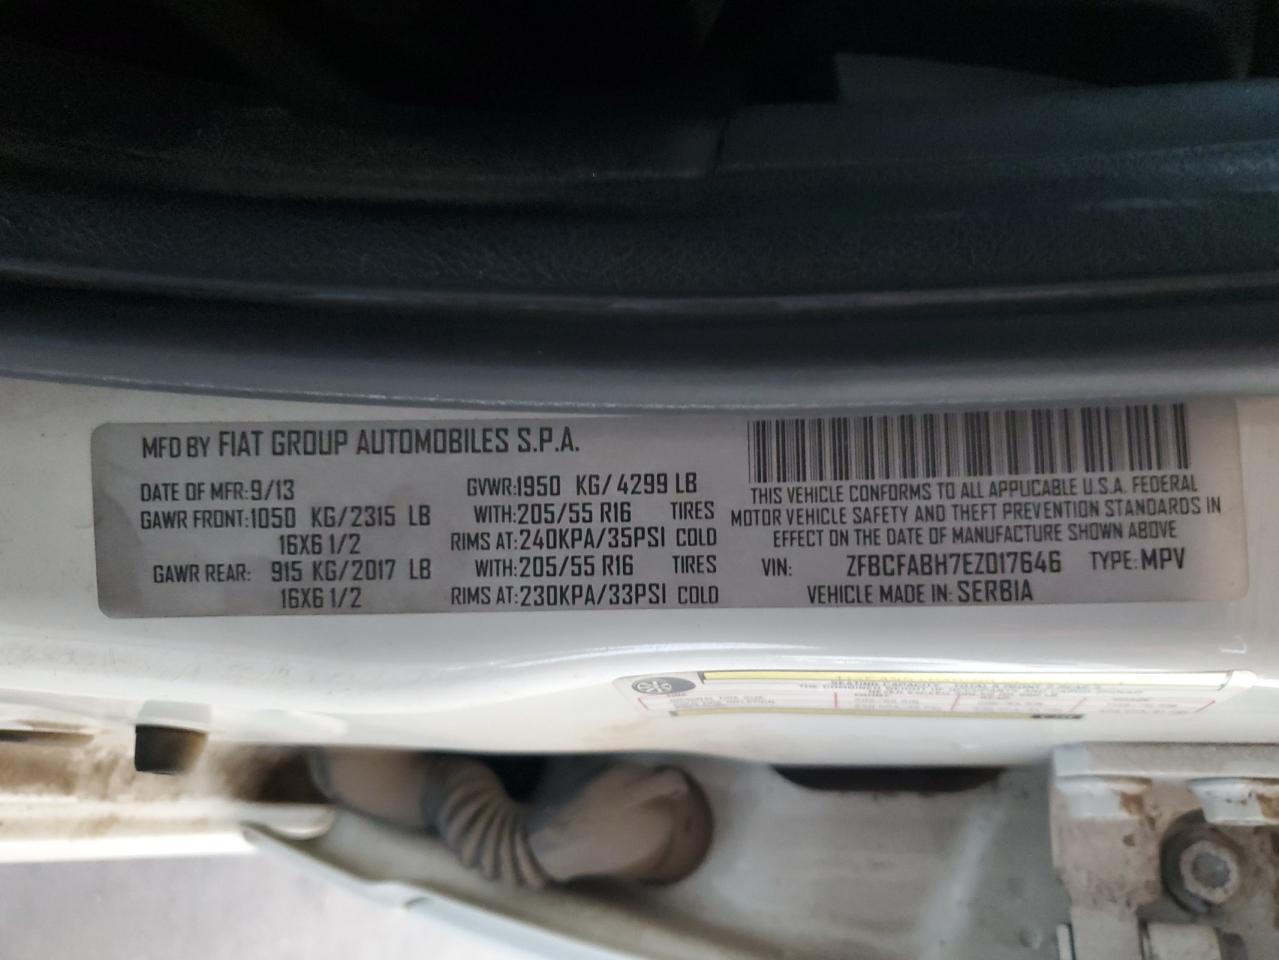 MFD BY FIAT GROUP AUTOMOBILES S.P.A.
DATE OF MFR: 9/13 GVWR: 1950 KG/ 4299 LB
GAWR FRONT: 1050 KG/2315 LB WITH: 205/55 R16 TIRES
16X6 1/2 RIMS AT: 240KPA/35PSI COLD
GAWR REAR: 915 KG/2017 LB WITH: 205/55 R16 TIRES
16X6 1/2 RIMS AT: 230KPA/33PSI COLD
THIS VEHICLE CONFORMS TO ALL APPLICABLE U.S.A. FEDERAL
MOTOR VEHICLE SAFETY AND THEFT PREVENTION STANDARDS IN
EFFECT ON THE DATE OF MANUFACTURE SHOWN ABOVE
VIN: ZFBCFABH7EZ017646 TYPE: MPV
VEHICLE MADE IN: SERBIA